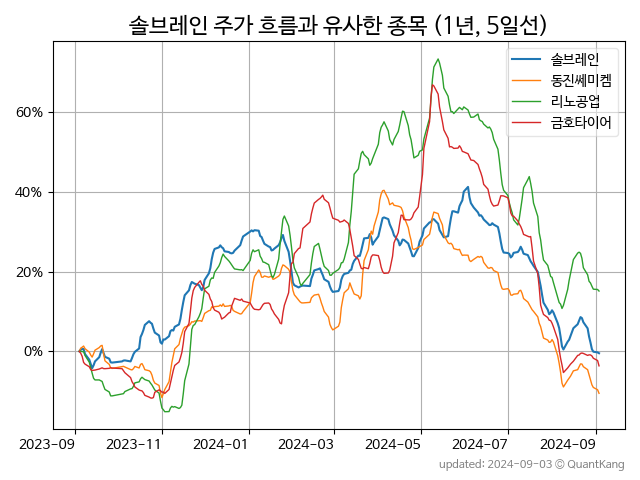 솔브레인 주가 흐름과 유사한 종목 (1년, 5일선)
솔브레인
동진쎄미켐
리노공업
금호타이어
60%
40%
20%
0%
2023-09 2023-11 2024-01 2024-03 2024-05 2024-07 2024-09
updated: 2024-09-03 © QuantKang